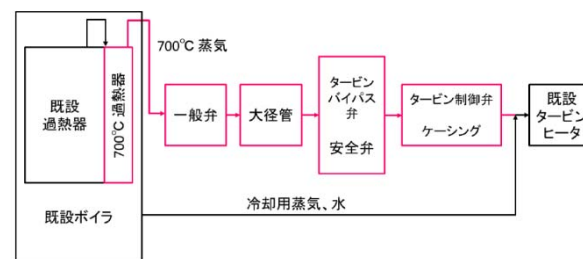 700℃ 蒸気
既設
過熱器
700℃ 過熱器
一般弁
大径管
タービン
バイパス
弁
安全弁
タービン制御弁
ケーシング
既設
タービン
ヒータ
冷却用蒸気、水
既設ボイラ